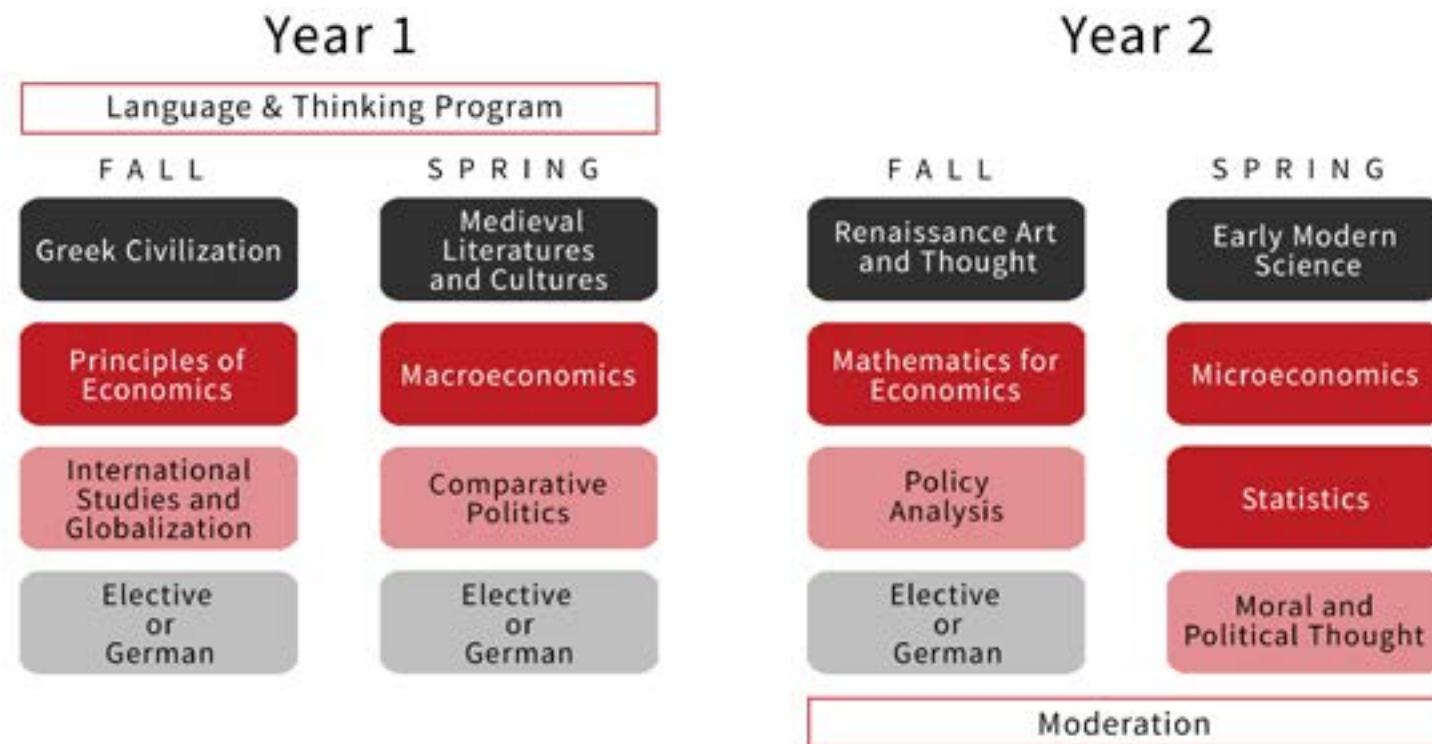 Year 1
Language & Thinking Program
FALL
Greek Civilization
Principles of
Economics
International
Studies and
Globalization
Elective
or
German
SPRING
Medieval
Literatures
and Cultures
Macroeconomics
Comparative
Politics
Elective
or
German
Year 2
FALL
Renaissance Art
and Thought
Mathematics for
Economics
Policy
Analysis
Elective
or
German
SPRING
Early Modern
Science
Microeconomics
Statistics
Moral and
Political Thought
Moderation